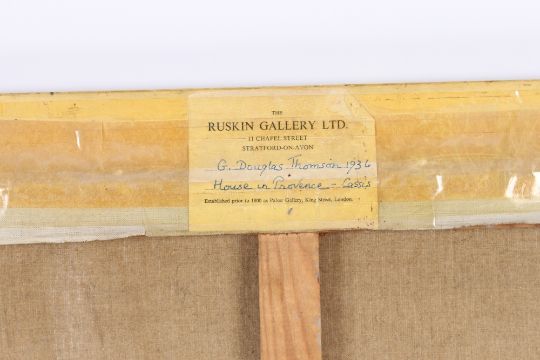 THE
RUSKIN GALLERY LTD.
11 CHAPEL STREET
STRATFORD-ON-AVON
G. Douglas Thomson 1936
House in Provence - Cassis
Established prior to 1800 as Palser Gallery, King Street, London.